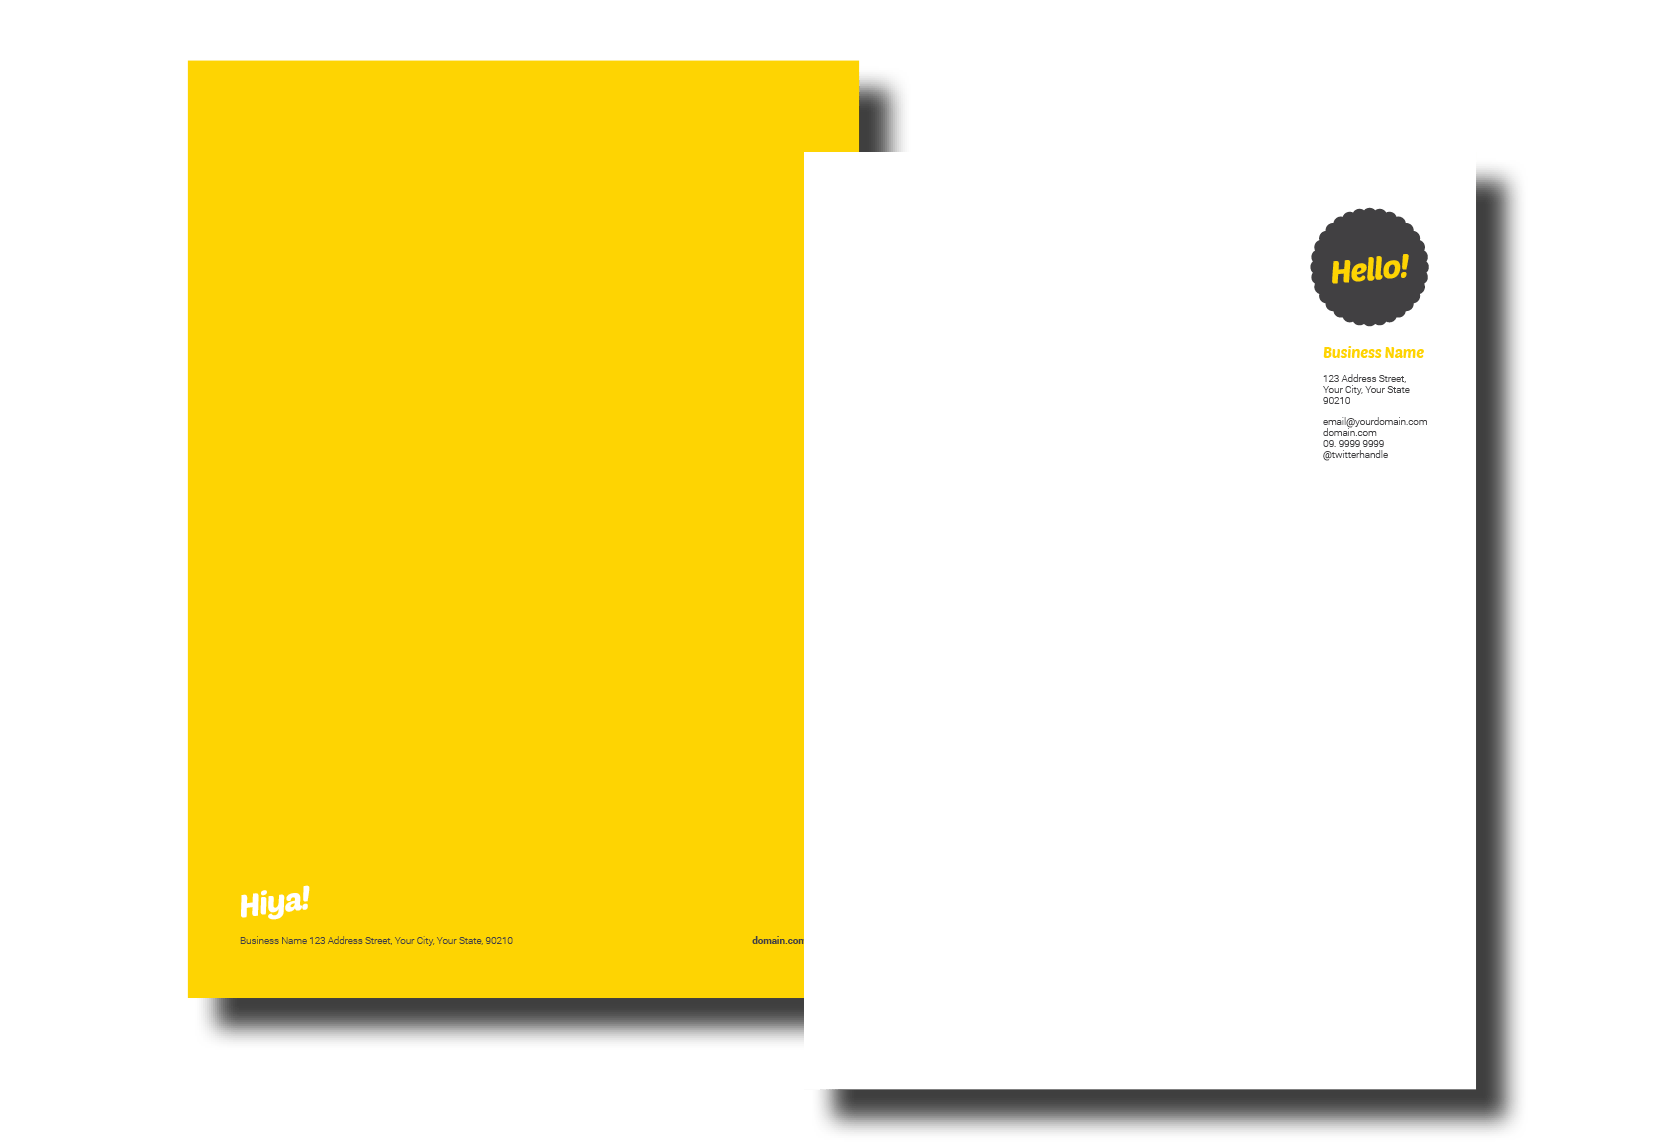 Hello!
Business Name
123 Address Street,
Your City, Your State
90210
email@yourdomain.com
domain.com
09. 9999 9999
@twitterhandle
Hiya!
Business Name 123 Address Street, Your City, Your State, 90210
domain.com